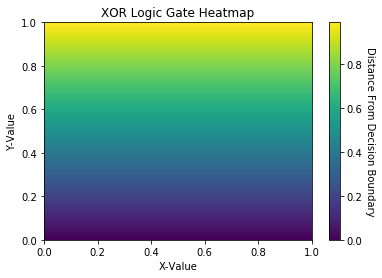 XOR Logic Gate Heatmap
1.0
0.8
0.6
0.4
0.2
0.0
Y-Value
0.0 0.2 0.4 0.6 0.8 1.0
X-Value
0.8
0.6
0.4
0.2
0.0
Distance From Decision Boundary